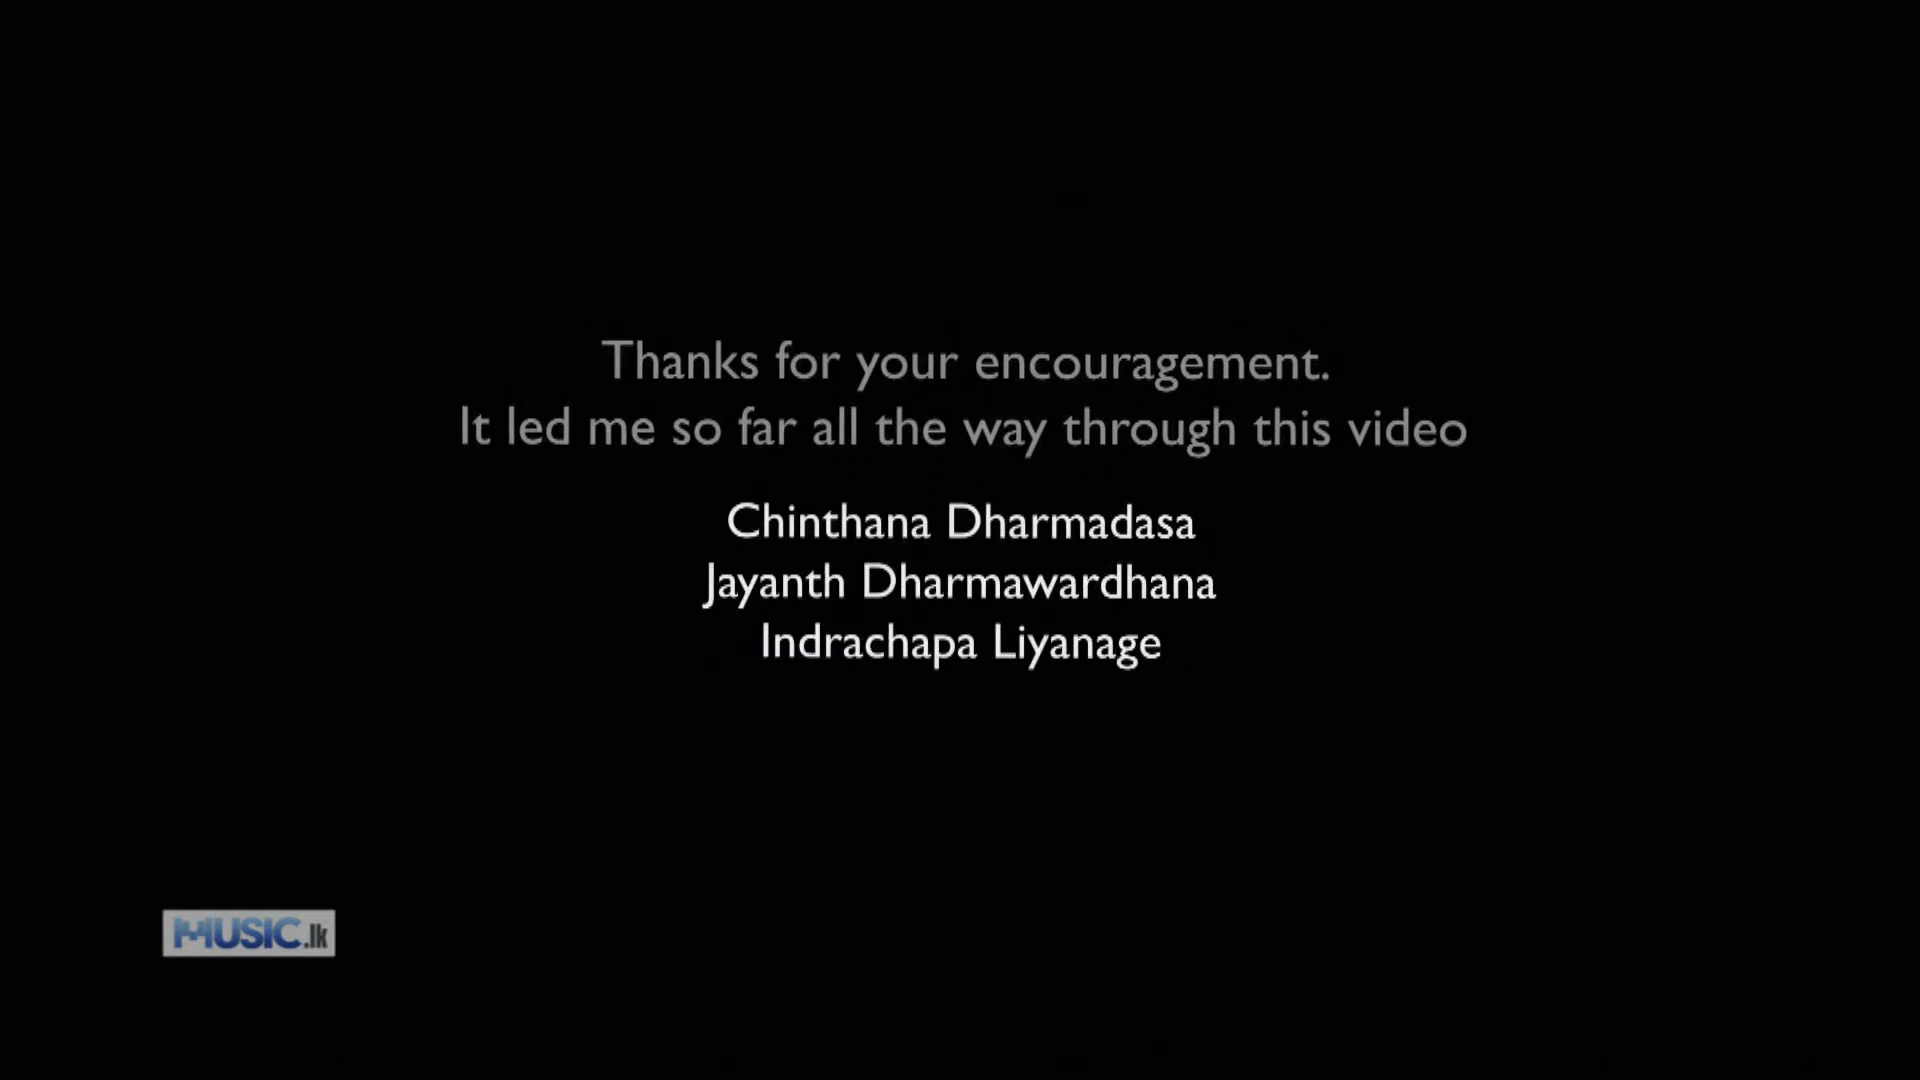 Thanks for your encouragement.
It led me so far all the way through this video
Chinthana Dharmadasa
Jayanth Dharmawardhana
Indrachapa Liyanage
MUSIC.lk